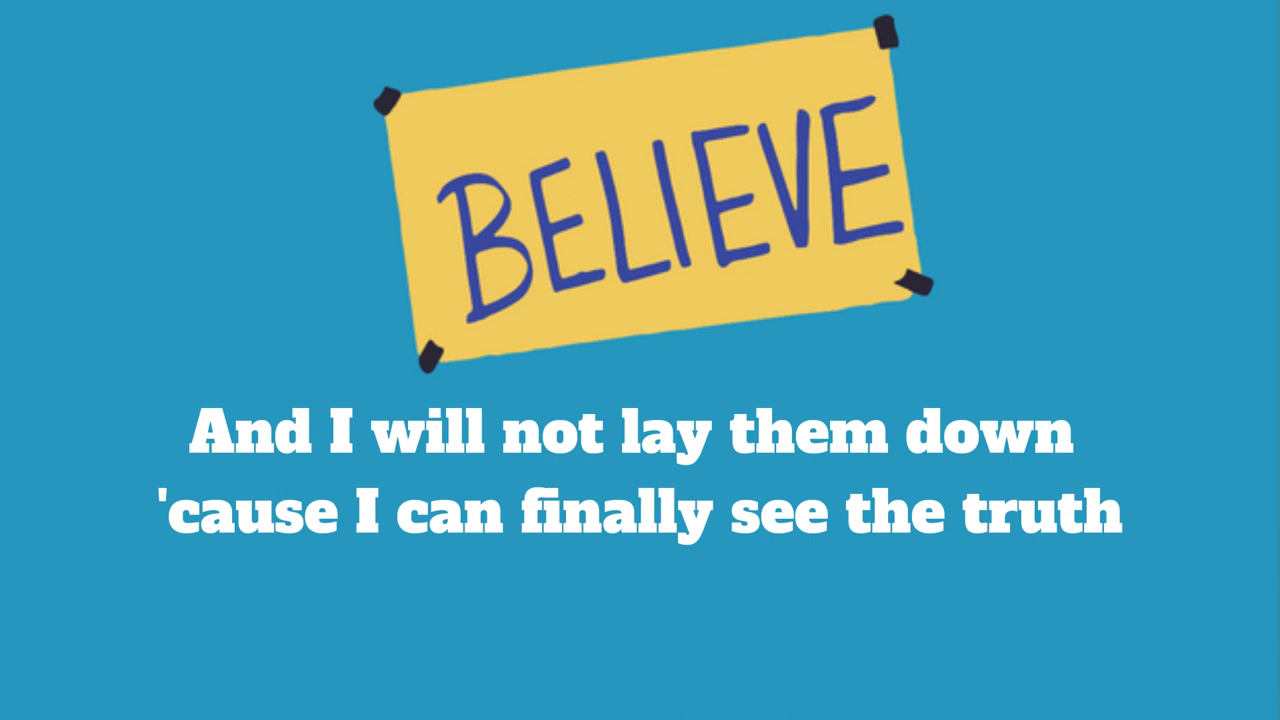 BELIEVE
And I will not lay them down
'cause I can finally see the truth